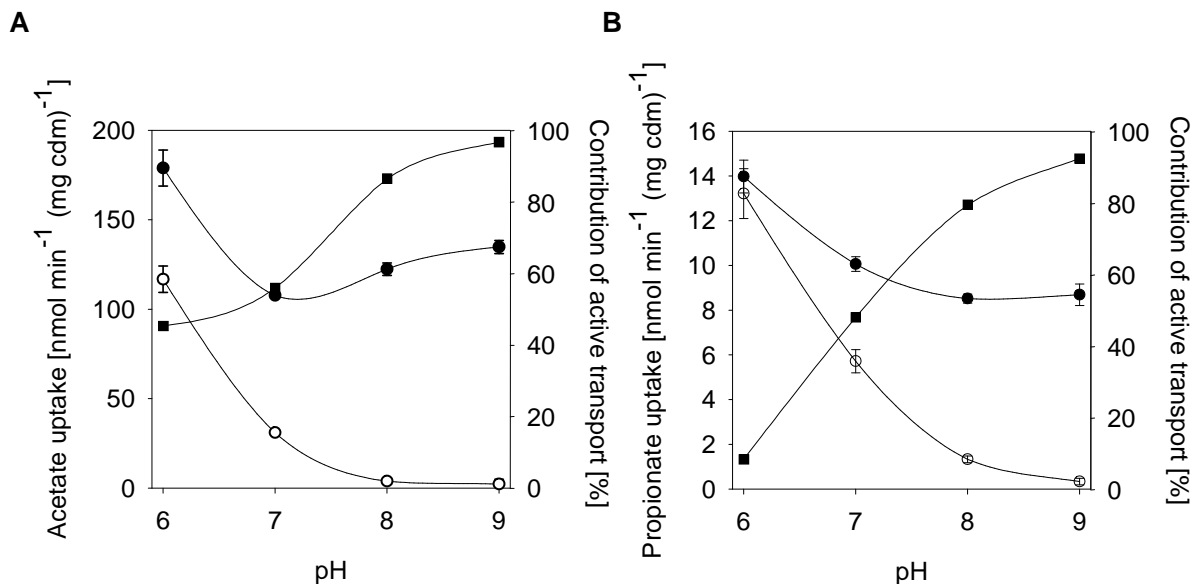 A
Acetate uptake [nmol min⁻¹ (mg cdm)⁻¹]
200
150
100
50
0
6 7 8 9
pH
100
80
60
40
20
0
Contribution of active
transport [%]
B
Propionate uptake [nmol min⁻¹ (mg cdm)⁻¹]
16
14
12
10
8
6
4
2
0
6 7 8 9
pH
100
80
60
40
20
0
Contribution of active
transport [%]